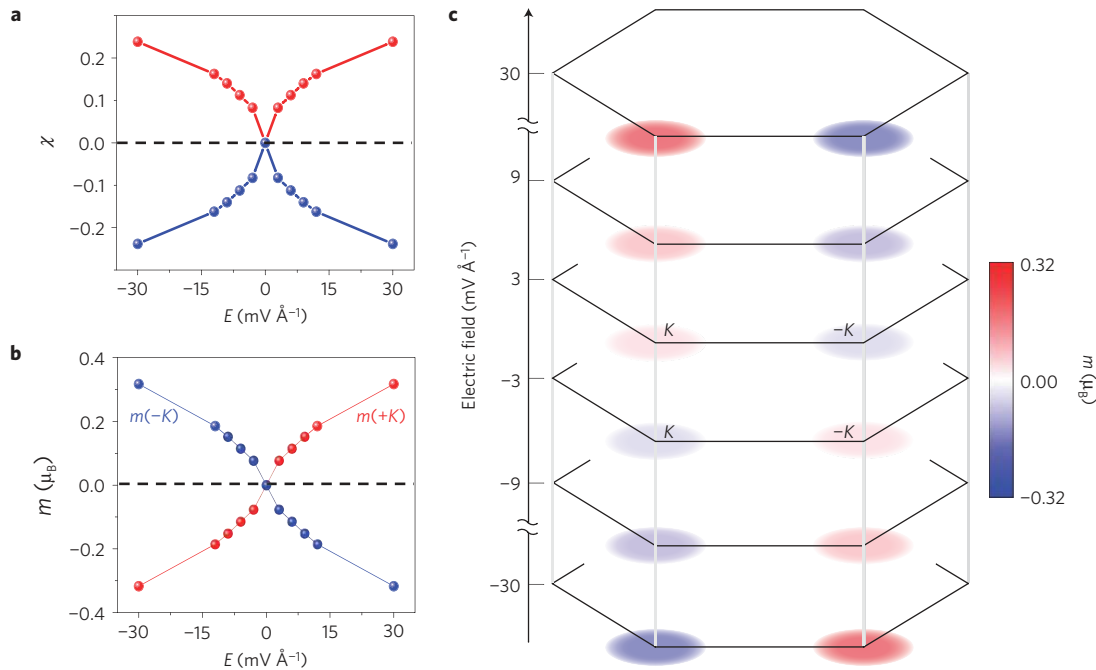 a
0.2
0.1
0.0
−0.1
−0.2
χ
−30
−15
0
15
30
E (mV Å⁻¹)
b
0.4
0.2
0.0
−0.2
−0.4
m (μB)
m(−K)
m(+K)
−30
−15
0
15
30
E (mV Å⁻¹)
c
Electric field (mV Å⁻¹)
30
9
3
−3
−9
−30
K
−K
K
−K
0.32
0.00
−0.32
m (μB)